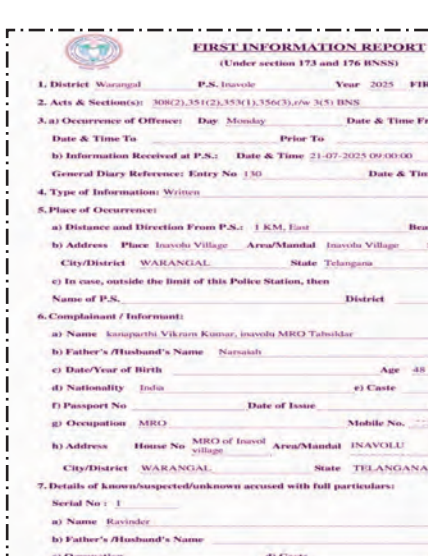 FIRST INFORMATION REPORT
(Under section 173 and 176 BNSS)
1. District Warangal P.S. Inavole Year 2025 FIR
2. Acts & Section(s): 308(2),351(2),353(1),356(3),r/w 3(5) BNS
3. a) Occurrence of Offence: Day Monday Date & Time Fr
Date & Time To Prior To
b) Information Received at P.S.: Date & Time 21-07-2025 09:00:00
General Diary Reference: Entry No 130 Date & Tim
4. Type of Information: Written
5. Place of Occurrence:
a) Distance and Direction From P.S.: 1 KM, East Bea
b) Address Place Inavolu Village Area/Mandal Inavolu Village
City/District WARANGAL State Telangana
c) In case, outside the limit of this Police Station, then
Name of P.S. District
6. Complainant / Informant:
a) Name kanaparthi Vikram Kumar, inavolu MRO Tahsildar
b) Father's /Husband's Name Narsaiah
c) Date/Year of Birth Age 48
d) Nationality India e) Caste
f) Passport No Date of Issue
g) Occupation MRO Mobile No.
h) Address House No MRO of Inavol village Area/Mandal INAVOLU
City/District WARANGAL State TELANGANA
7. Details of known/suspected/unknown accused with full particulars:
Serial No : 1
a) Name Ravinder
b) Father's /Husband's Name